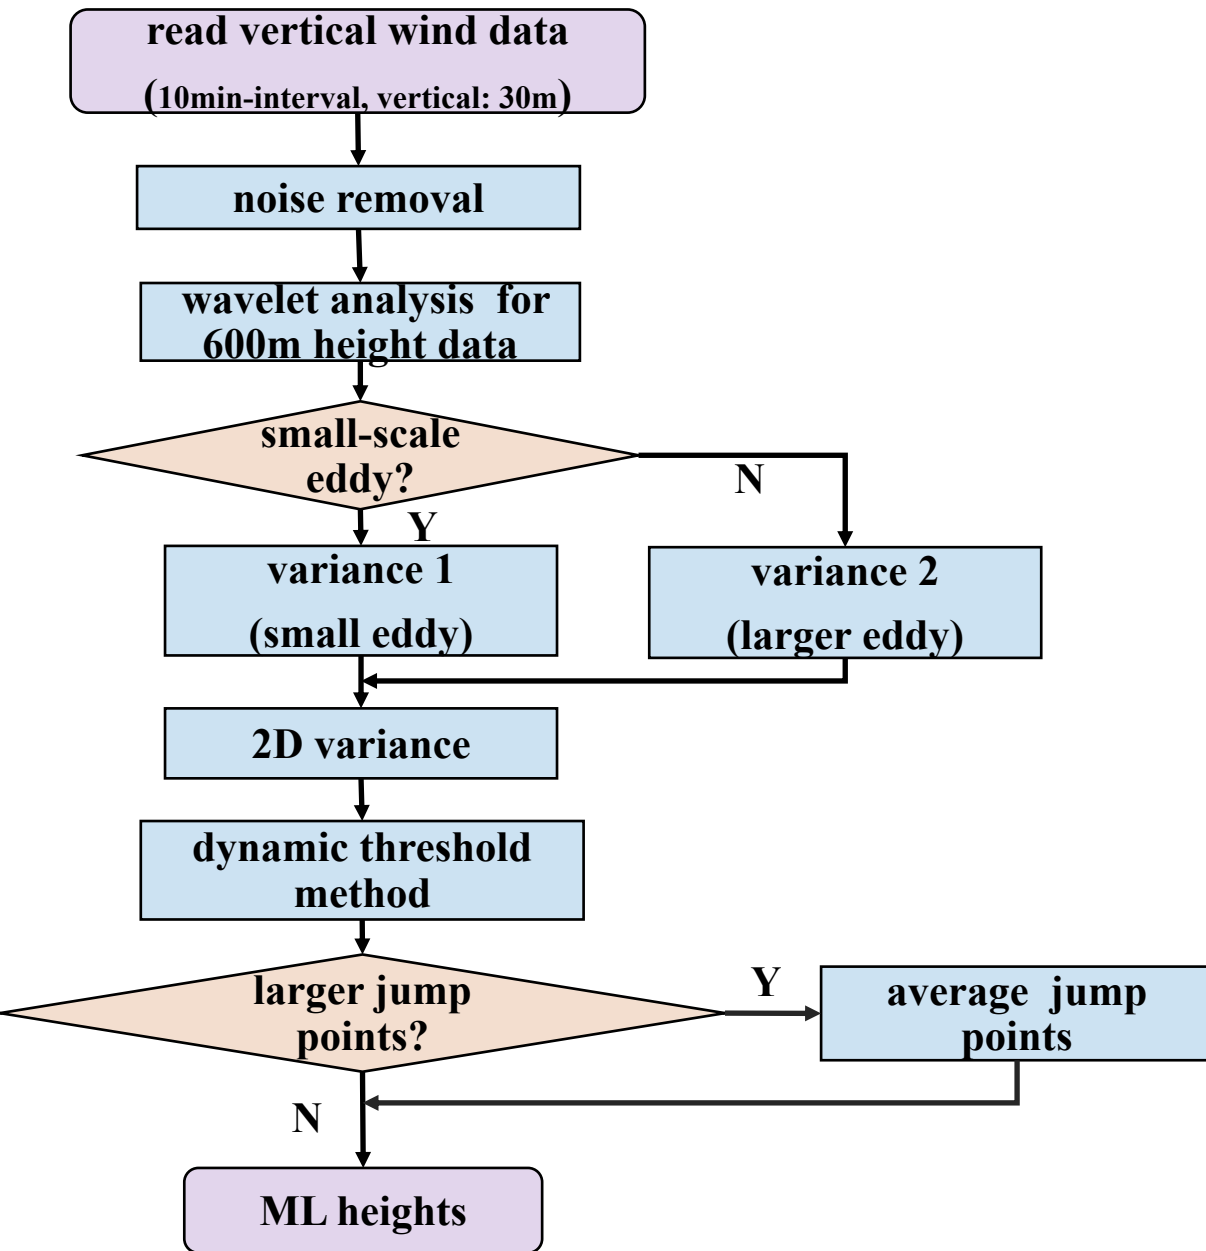 read vertical wind data
(10min-interval, vertical: 30m)
noise removal
wavelet analysis for
600m height data
small-scale
eddy?
N
Y
variance 1
(small eddy)
variance 2
(larger eddy)
2D variance
dynamic threshold
method
larger jump
points?
Y
average jump
points
N
ML heights